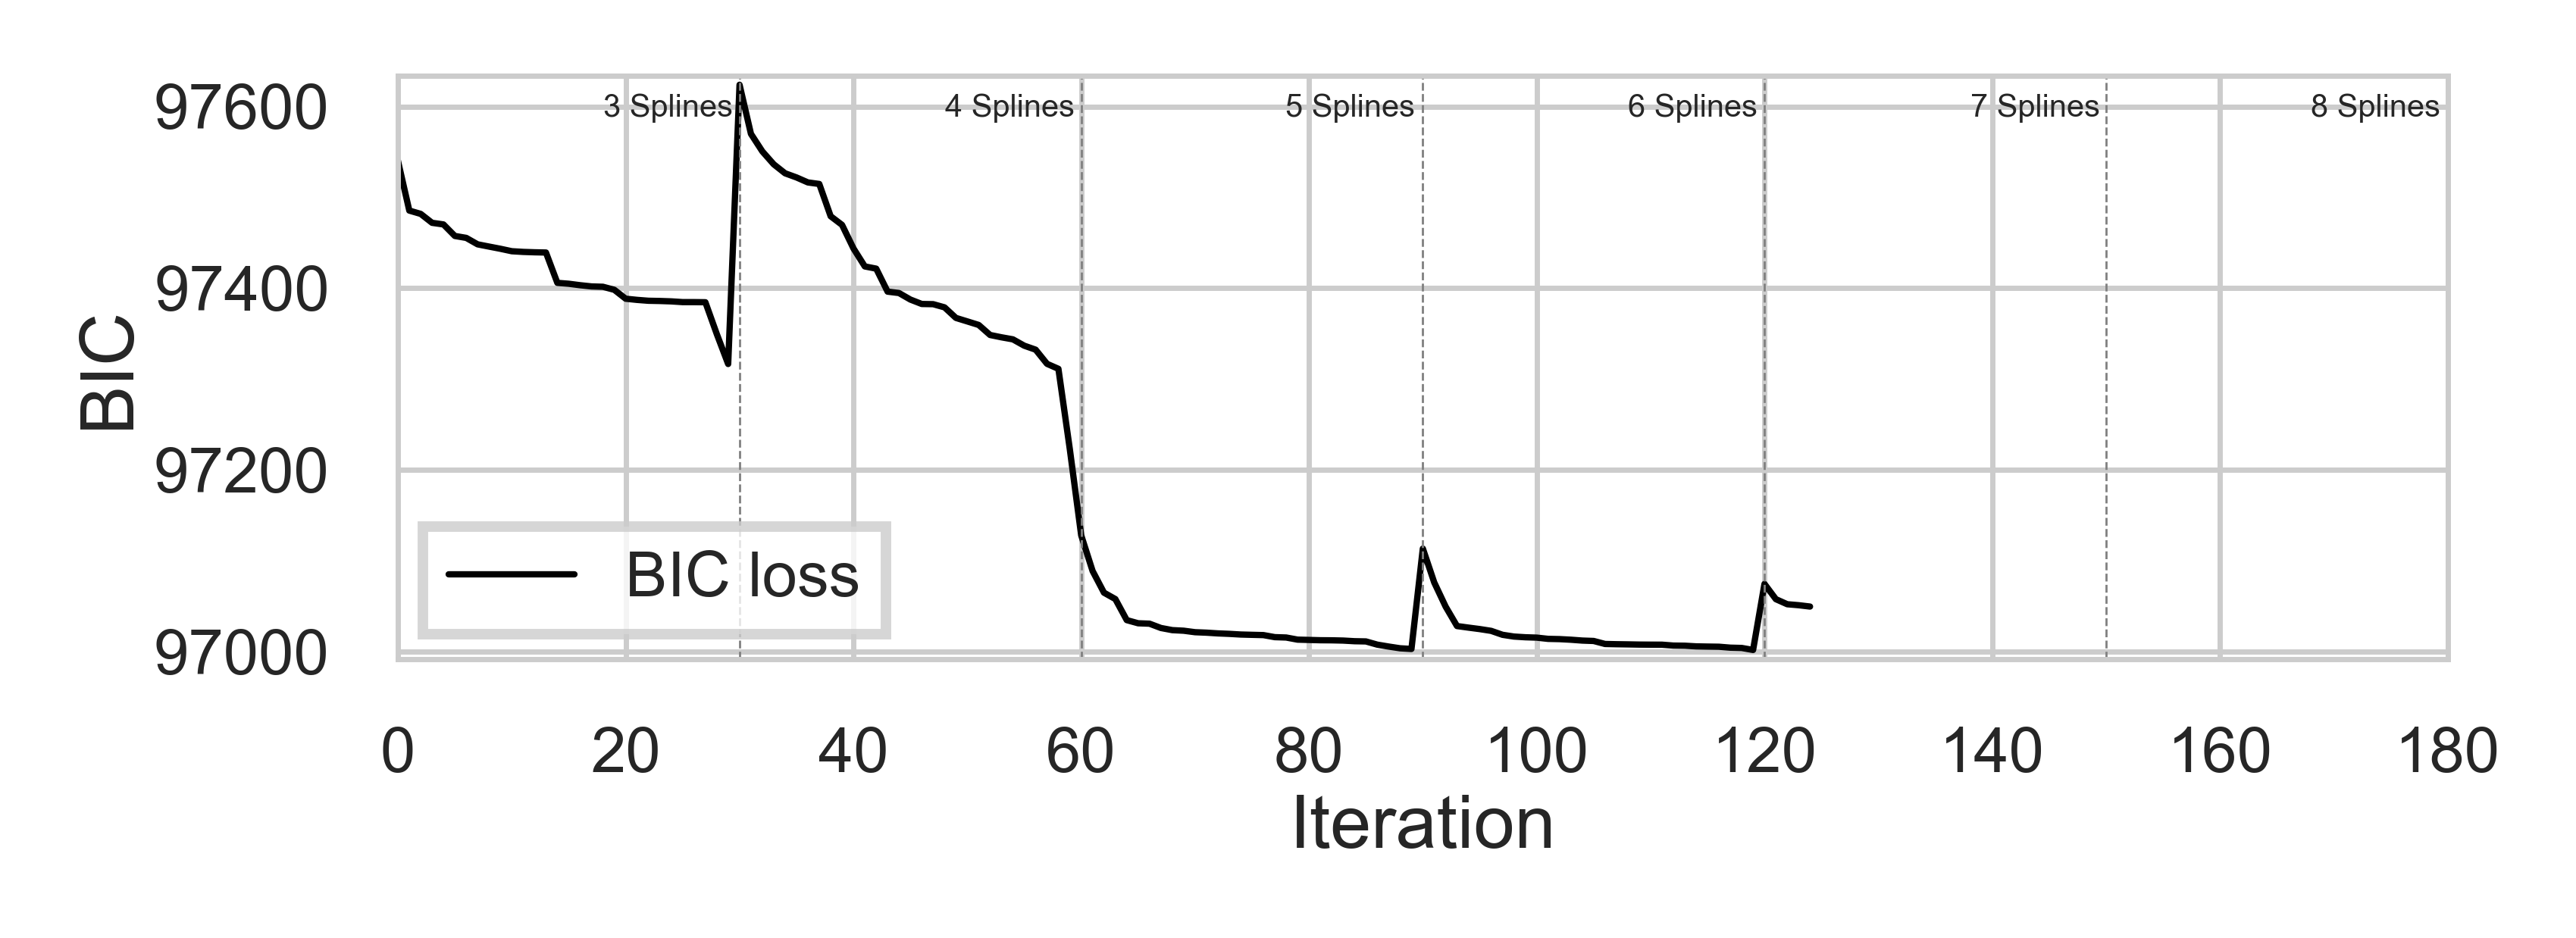 3 Splines 4 Splines 5 Splines 6 Splines 7 Splines 8 Splines
97600
97400
97200
97000
BIC
BIC loss
0 20 40 60 80 100 120 140 160 180
Iteration